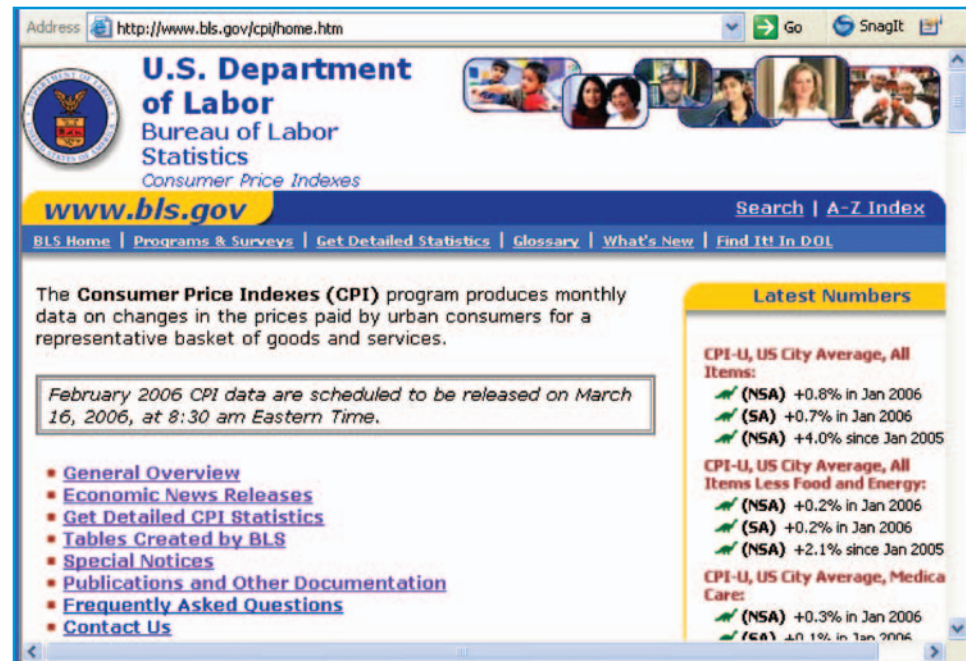 Address http://www.bls.gov/cpi/home.htm Go SnagIt
U.S. Department
of Labor
Bureau of Labor
Statistics
Consumer Price Indexes
www.bls.gov
Search | A-Z Index
BLS Home | Programs & Surveys | Get Detailed Statistics | Glossary | What's New | Find It! In DOL
The Consumer Price Indexes (CPI) program produces monthly
data on changes in the prices paid by urban consumers for a
representative basket of goods and services.
February 2006 CPI data are scheduled to be released on March
16, 2006, at 8:30 am Eastern Time.
General Overview
Economic News Releases
Get Detailed CPI Statistics
Tables Created by BLS
Special Notices
Publications and Other Documentation
Frequently Asked Questions
Contact Us
Latest Numbers
CPI-U, US City Average, All
Items:
(NSA) +0.8% in Jan 2006
(SA) +0.7% in Jan 2006
(NSA) +4.0% since Jan 2005
CPI-U, US City Average, All
Items Less Food and Energy:
(NSA) +0.2% in Jan 2006
(SA) +0.2% in Jan 2006
(NSA) +2.1% since Jan 2005
CPI-U, US City Average, Medica
Care:
(NSA) +0.3% in Jan 2006
(SA) +0.1% in Jan 2006